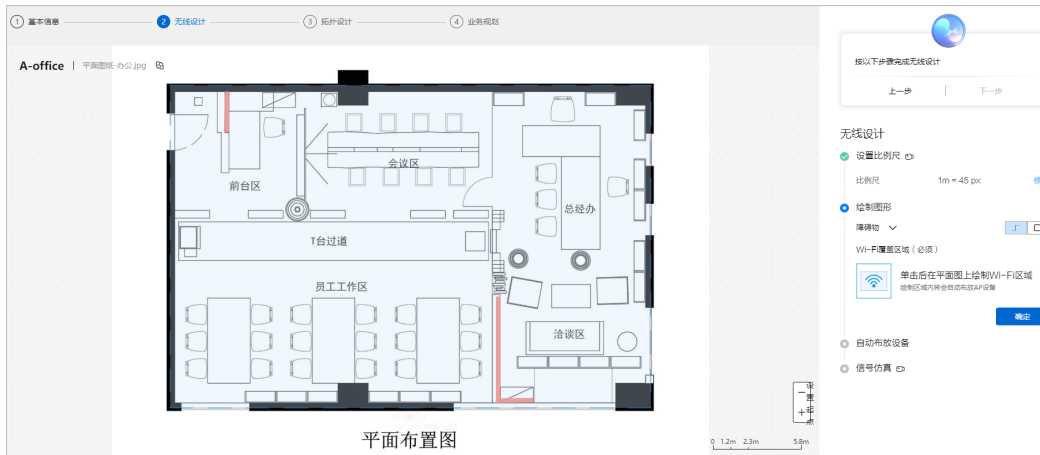 1 基本信息 2 无线设计 3 拓扑设计 4 业务规划
A-office | 平面图纸-办公.jpg
会议区
前台区
总经办
T台过道
员工工作区
洽谈区
平面布置图
设置起点
0 1.2m 2.3m 5.8m
按以下步骤完成无线设计
上一步 下一步
无线设计
设置比例尺
比例尺 1m = 45 px
绘制图形
障碍物
Wi-Fi覆盖区域（必须）
单击后在平面图上绘制Wi-Fi区域
绘制区域内将会自动布放AP设备
确定
自动布放设备
信号仿真